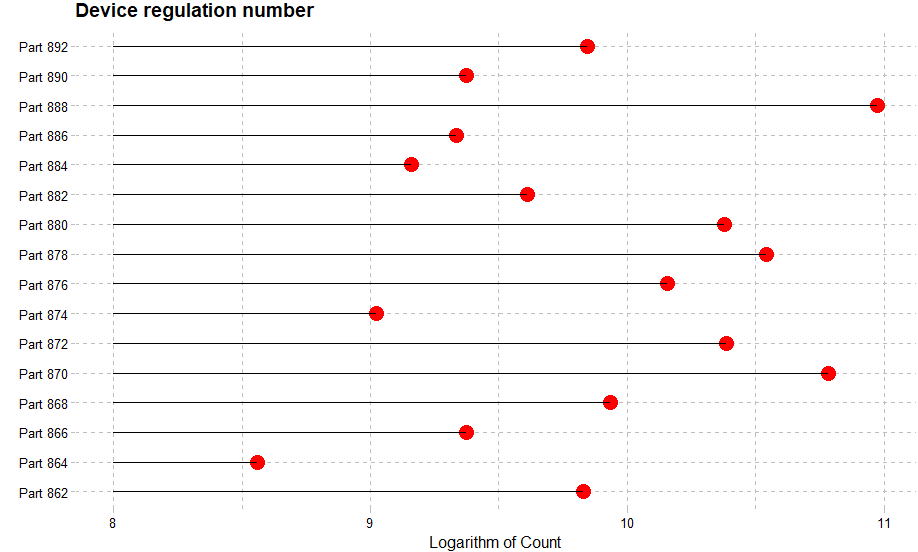 Device regulation number
Part 892
Part 890
Part 888
Part 886
Part 884
Part 882
Part 880
Part 878
Part 876
Part 874
Part 872
Part 870
Part 868
Part 866
Part 864
Part 862
8 9 10 11
Logarithm of Count